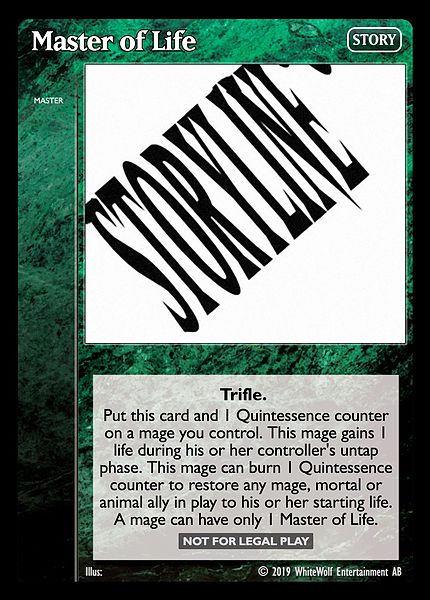 Master of Life
STORY
MASTER
STORYLINE
Trifle.
Put this card and 1 Quintessence counter
on a mage you control. This mage gains 1
life during his or her controller's untap
phase. This mage can burn 1 Quintessence
counter to restore any mage, mortal or
animal ally in play to his or her starting life.
A mage can have only 1 Master of Life.
NOT FOR LEGAL PLAY
Illus:
© 2019 WhiteWolf Entertainment AB